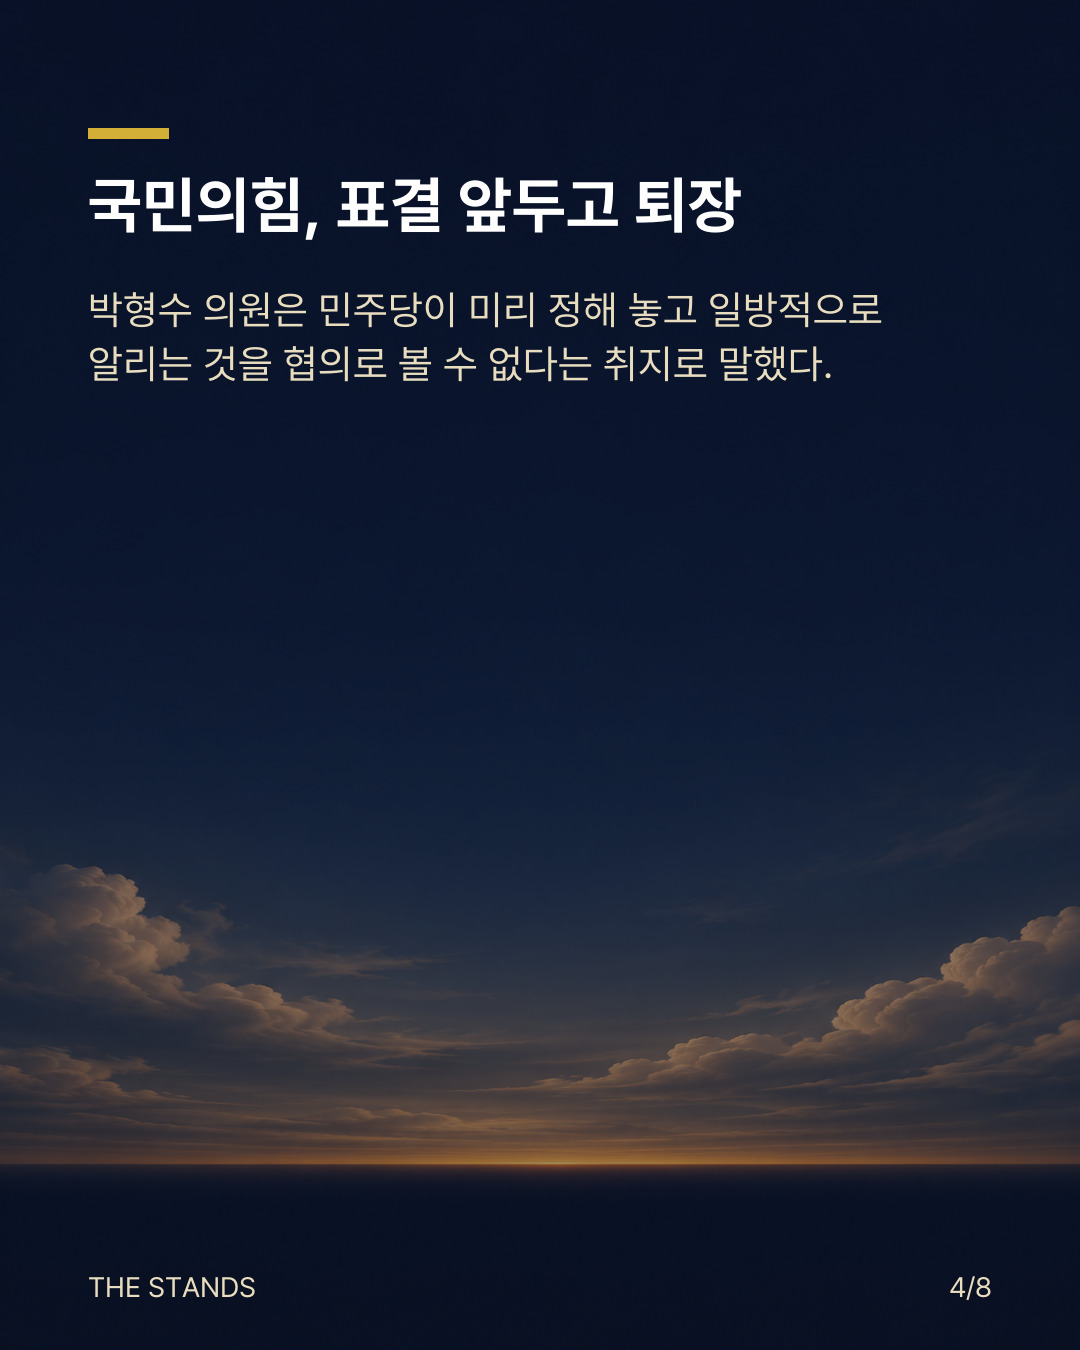 국민의힘, 표결 앞두고 퇴장
박형수 의원은 민주당이 미리 정해 놓고 일방적으로
알리는 것을 협의로 볼 수 없다는 취지로 말했다.
THE STANDS
4/8